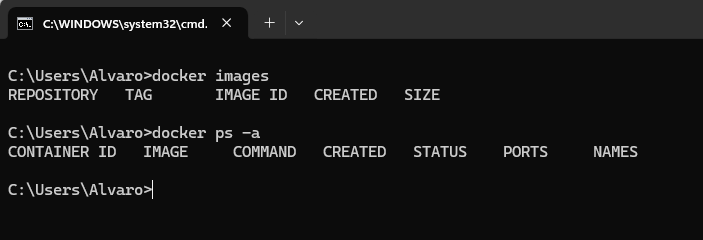 C:\WINDOWS\system32\cmd.
C:\Users\Alvaro>docker images
REPOSITORY   TAG       IMAGE ID   CREATED   SIZE
C:\Users\Alvaro>docker ps -a
CONTAINER ID   IMAGE     COMMAND   CREATED   STATUS    PORTS     NAMES
C:\Users\Alvaro>